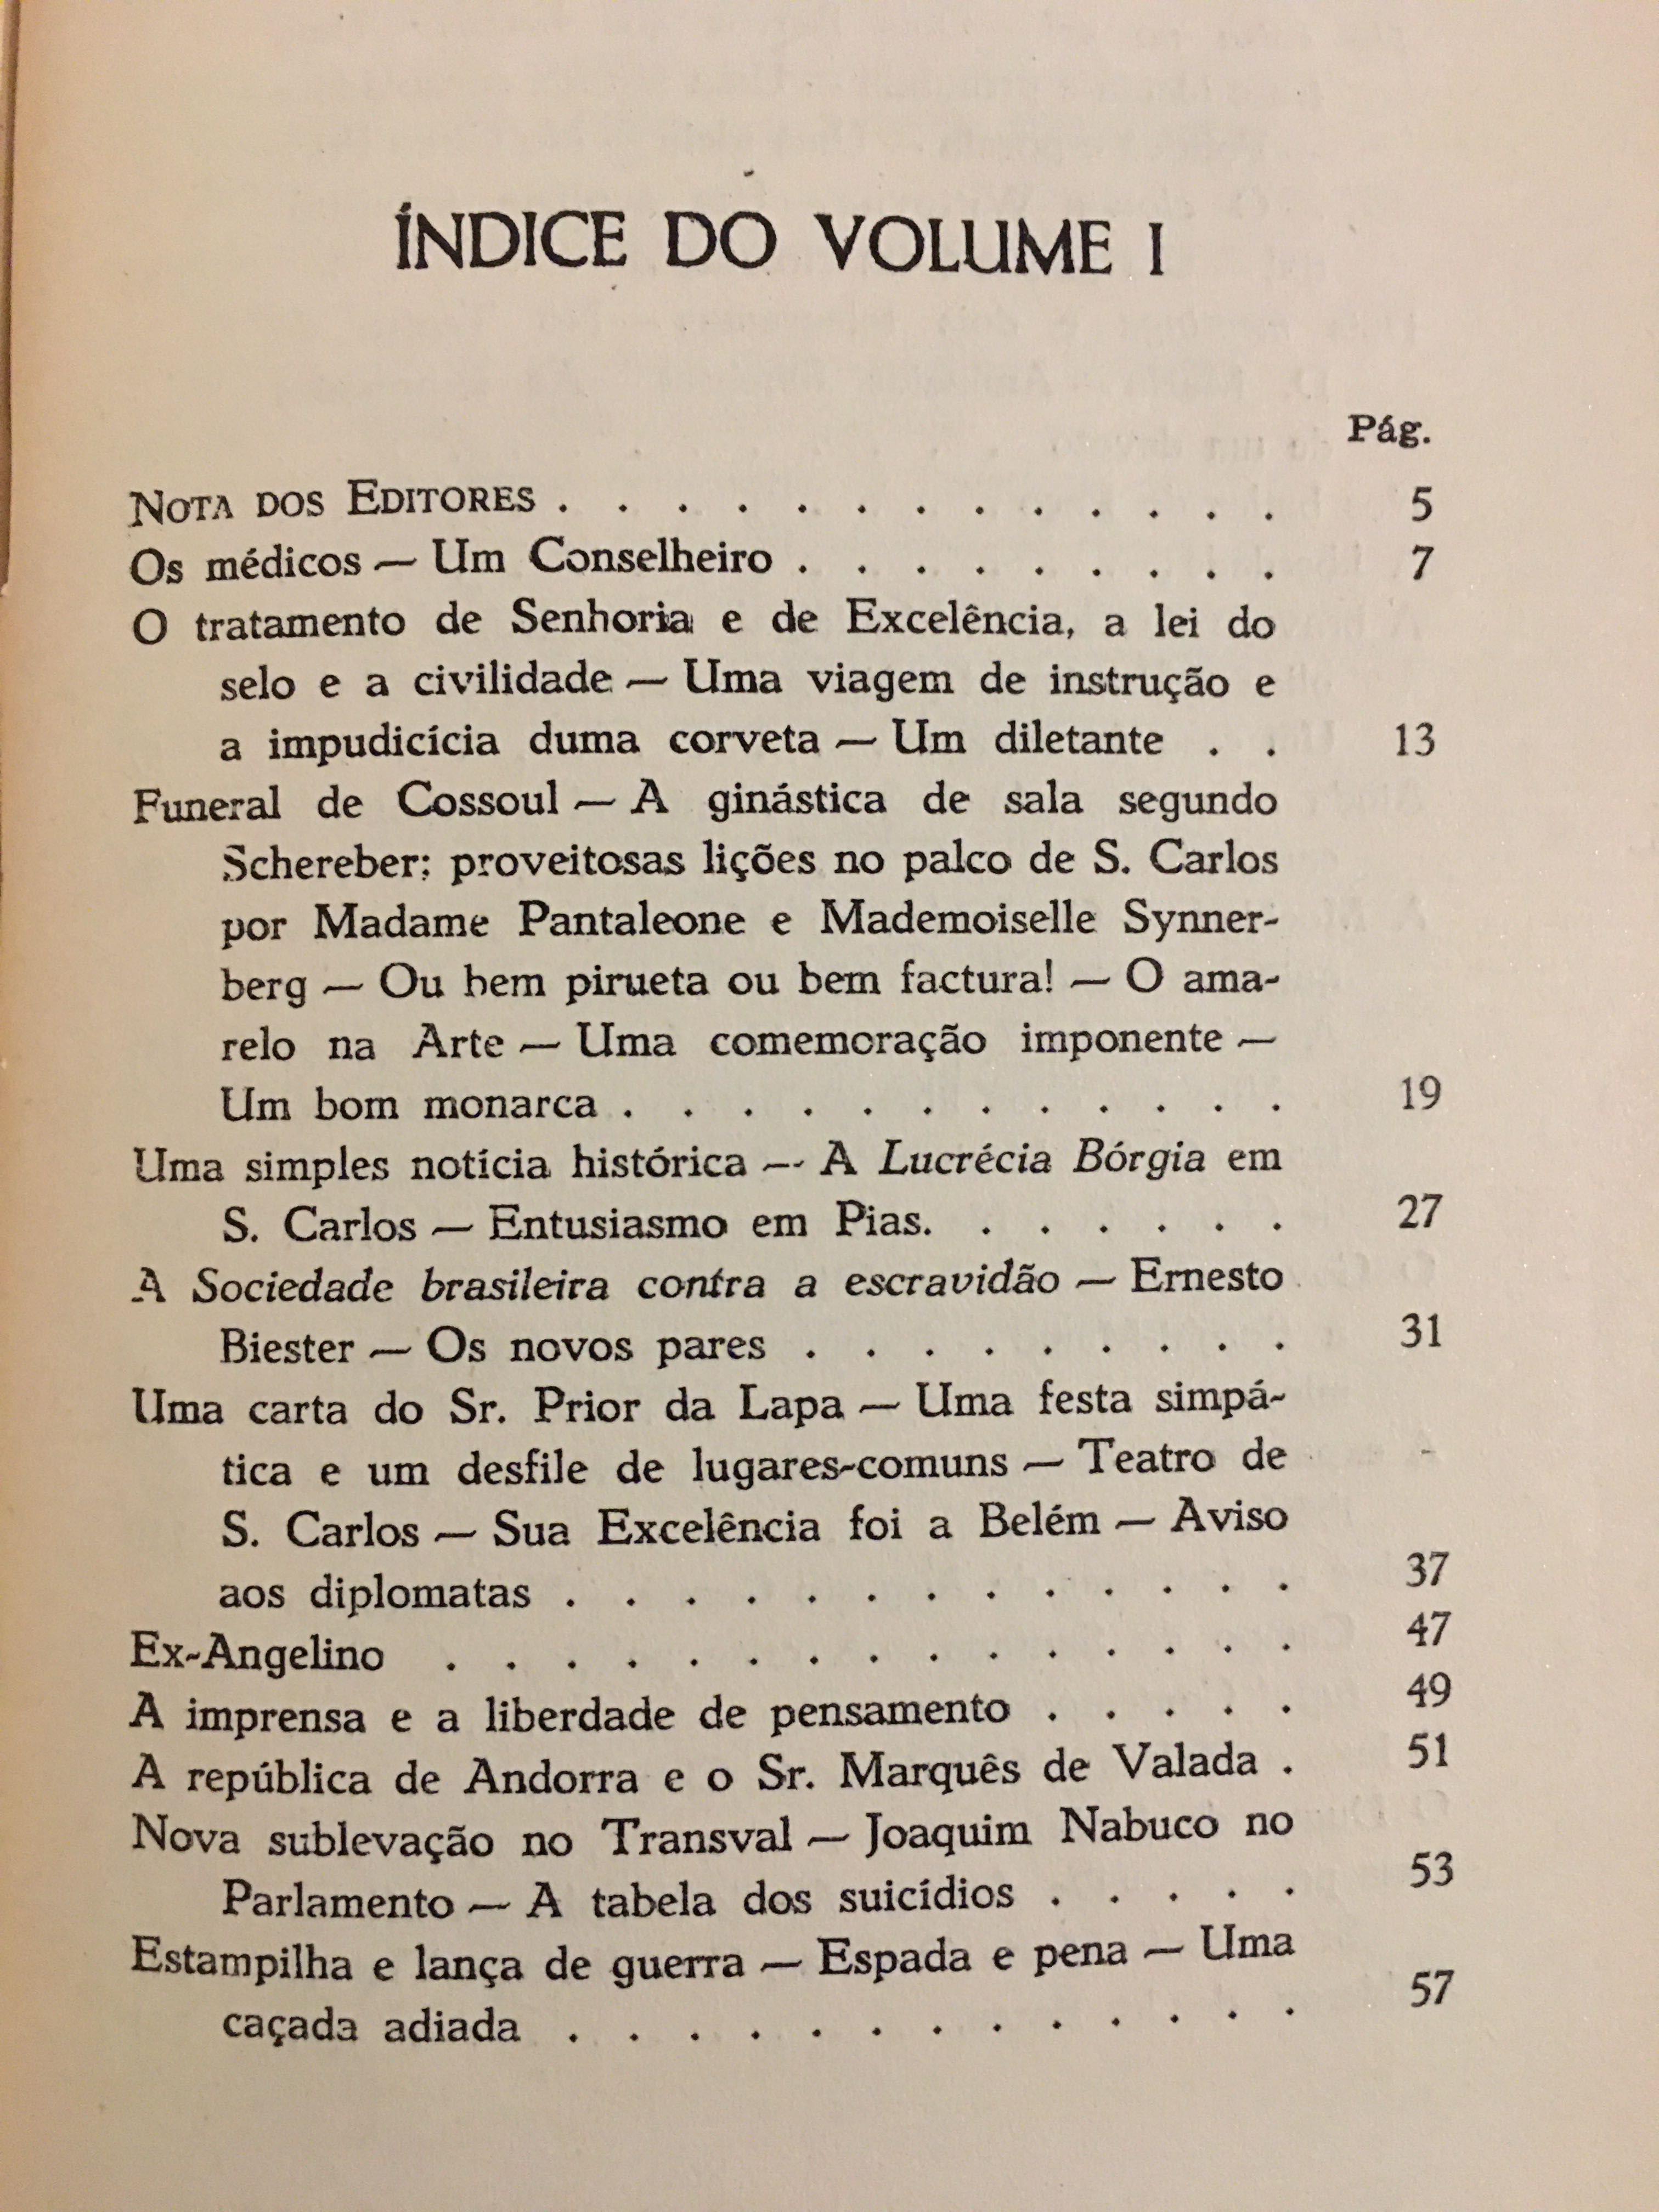 ÍNDICE DO VOLUME I
Pág.
NOTA DOS EDITORES . . . . . . . . . . . . . 5
Os médicos — Um Conselheiro . . . . . . . . . 7
O tratamento de Senhoria e de Excelência, a lei do
selo e a civilidade — Uma viagem de instrução e
a impudicícia duma corveta — Um diletante . . 13
Funeral de Cossoul — A ginástica de sala segundo
Schereber; proveitosas lições no palco de S. Carlos
por Madame Pantaleone e Mademoiselle Synner-
berg — Ou bem pirueta ou bem factura! — O ama-
relo na Arte — Uma comemoração imponente —
Um bom monarca . . . . . . . . . . . . 19
Uma simples notícia histórica — A Lucrécia Bórgia em
S. Carlos — Entusiasmo em Pias. . . . . . . 27
A Sociedade brasileira contra a escravidão — Ernesto
Biester — Os novos pares . . . . . . . . . 31
Uma carta do Sr. Prior da Lapa — Uma festa simpá-
tica e um desfile de lugares-comuns — Teatro de
S. Carlos — Sua Excelência foi a Belém — Aviso
aos diplomatas . . . . . . . . . . . . . 37
Ex-Angelino . . . . . . . . . . . . . . . 47
A imprensa e a liberdade de pensamento . . . . . 49
A república de Andorra e o Sr. Marquês de Valada . 51
Nova sublevação no Transval — Joaquim Nabuco no
Parlamento — A tabela dos suicídios . . . . . 53
Estampilha e lança de guerra — Espada e pena — Uma
caçada adiada . . . . . . . . . . . . . 57